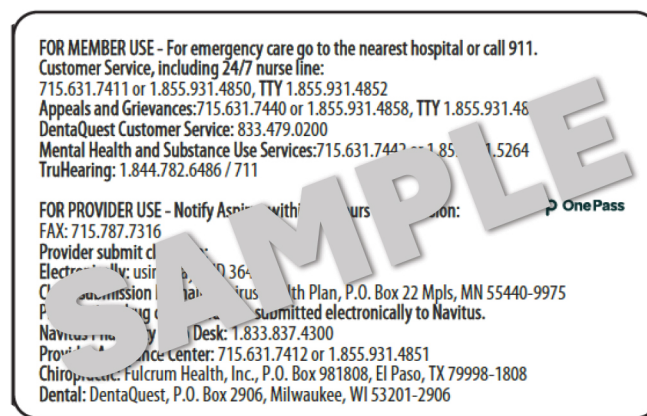 FOR MEMBER USE - For emergency care go to the nearest hospital or call 911.
Customer Service, including 24/7 nurse line:
715.631.7411 or 1.855.931.4850, TTY 1.855.931.4852
Appeals and Grievances:715.631.7440 or 1.855.931.4858, TTY
DentaQuest Customer Service: 833.479.0200
Mental Health and Substance Use Services:
TruHearing: 1.844.782.6486 / 711
FOR PROVIDER USE - Notify
One Pass
FAX: 715.787.7316
Provider submit
Health Plan, P.O. Box 22 Mpls, MN 55440-9975
submitted electronically to Navitus.
Navitus Desk: 1.833.837.4300
Center: 715.631.7412 or 1.855.931.4851
Chiropractic: Fulcrum Health, Inc., P.O. Box 981808, El Paso, TX 79998-1808
Dental: DentaQuest, P.O. Box 2906, Milwaukee, WI 53201-2906
SAMPLE